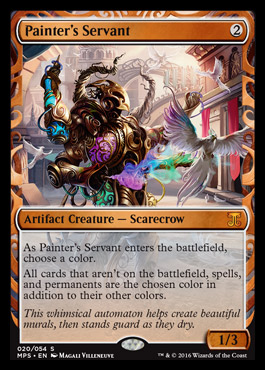 Painter's Servant 2
Artifact Creature — Scarecrow
As Painter's Servant enters the battlefield,
choose a color.
All cards that aren't on the battlefield, spells,
and permanents are the chosen color in
addition to their other colors.
This whimsical automaton helps create beautiful
murals, then stands guard as they dry.
1/3
020/054 S
MPS • EN Magali Villeneuve
™ & © 2016 Wizards of the Coast